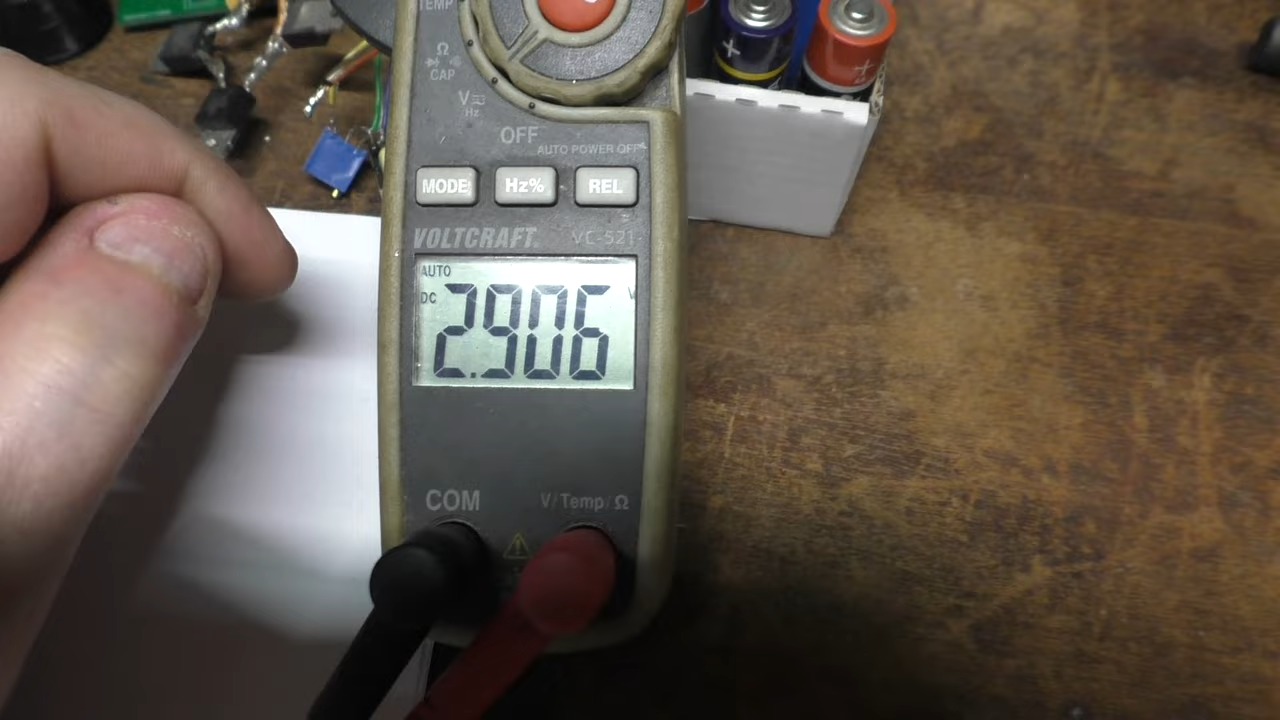 TEMP
Ω
CAP
V
Hz
OFF
AUTO POWER OFF
MODE
Hz%
REL
VOLTCRAFT. VC-521
AUTO
DC
2.906
V
COM
V/Temp/Ω